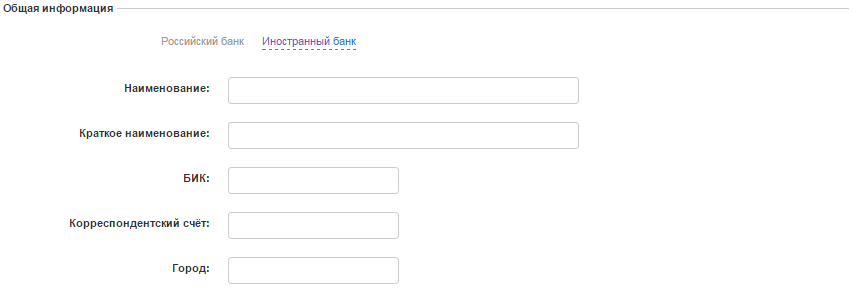 Общая информация
Российский банк Иностранный банк
Наименование:
Краткое наименование:
БИК:
Корреспондентский счёт:
Город: